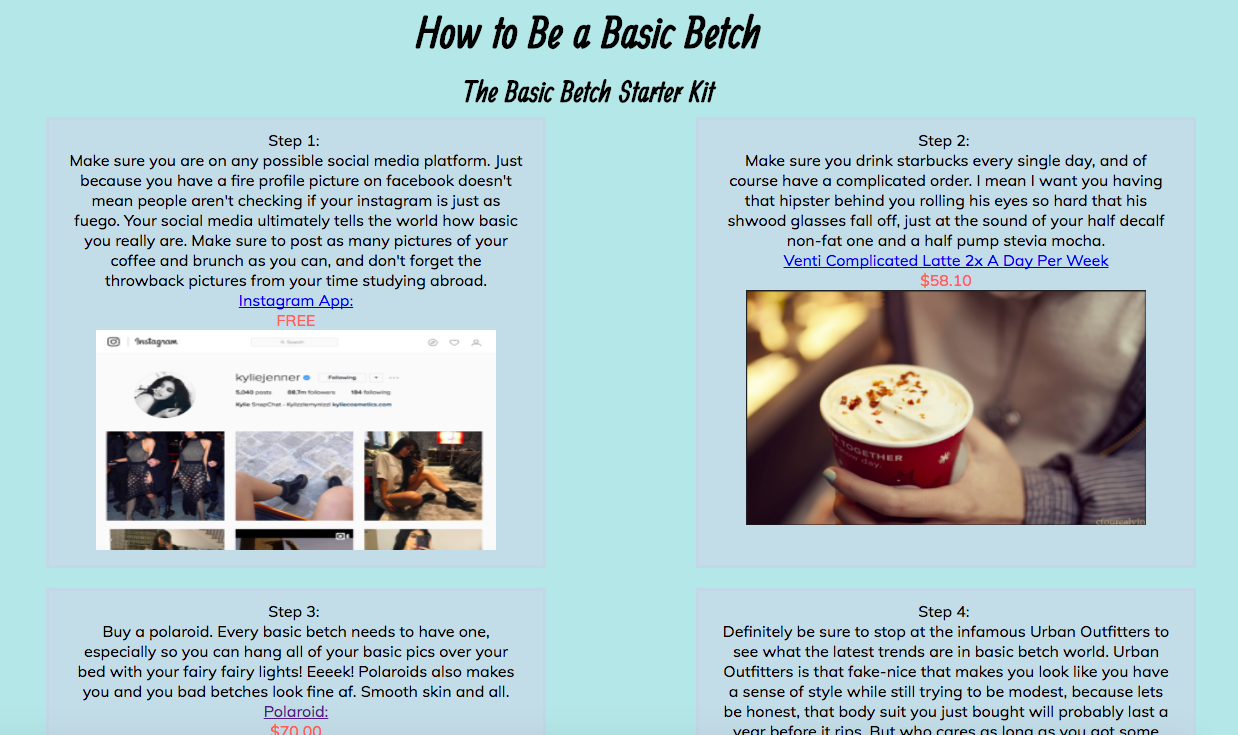 How to Be a Basic Betch
The Basic Betch Starter Kit
Step 1:
Make sure you are on any possible social media platform. Just
because you have a fire profile picture on facebook doesn't
mean people aren't checking if your instagram is just as
fuego. Your social media ultimately tells the world how basic
you really are. Make sure to post as many pictures of your
coffee and brunch as you can, and don't forget the
throwback pictures from your time studying abroad.
Instagram App:
FREE
Instagram
Search
kyliejenner
Following
5,040 posts 88.7m followers 184 following
Kylie SnapChat - Kylizzlemynizzl kyliecosmetics.com
Step 2:
Make sure you drink starbucks every single day, and of
course have a complicated order. I mean I want you having
that hipster behind you rolling his eyes so hard that his
shwood glasses fall off, just at the sound of your half decalf
non-fat one and a half pump stevia mocha.
Venti Complicated Latte 2x A Day Per Week
$58.10
TOGETHER
day.
Step 3:
Buy a polaroid. Every basic betch needs to have one,
especially so you can hang all of your basic pics over your
bed with your fairy fairy lights! Eeeek! Polaroids also makes
you and you bad betches look fine af. Smooth skin and all.
Polaroid:
$70.00
Step 4:
Definitely be sure to stop at the infamous Urban Outfitters to
see what the latest trends are in basic betch world. Urban
Outfitters is that fake-nice that makes you look like you have
a sense of style while still trying to be modest, because lets
be honest, that body suit you just bought will probably last a
year before it rips. But who cares as long as you got some